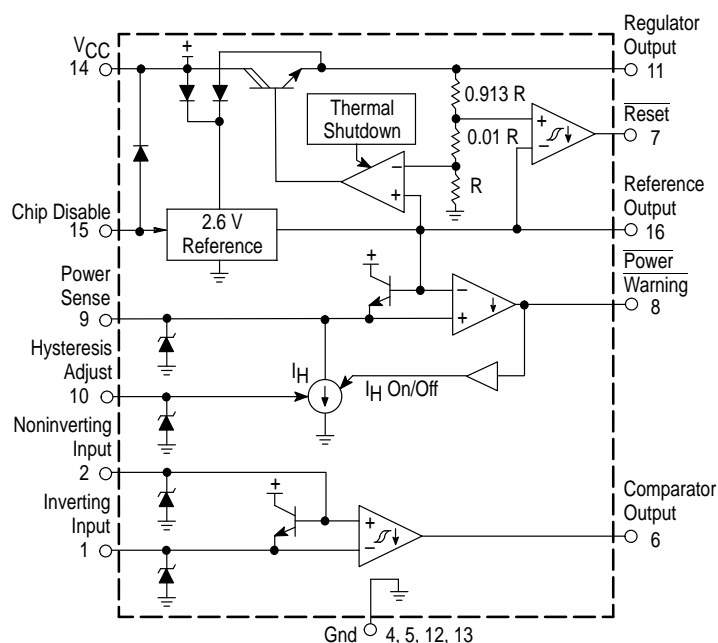 VCC
14
+
Regulator
Output
11
0.913 R
Thermal
Shutdown
+
−
Reset
7
0.01 R
−
+
R
Reference
Output
16
Chip Disable
15
2.6 V
Reference
Power
Sense
9
+
−
+
Power
Warning
8
Hysteresis
Adjust
10
IH
IH On/Off
Noninverting
Input
2
Inverting
Input
1
+
+
−
Comparator
Output
6
Gnd
4, 5, 12, 13